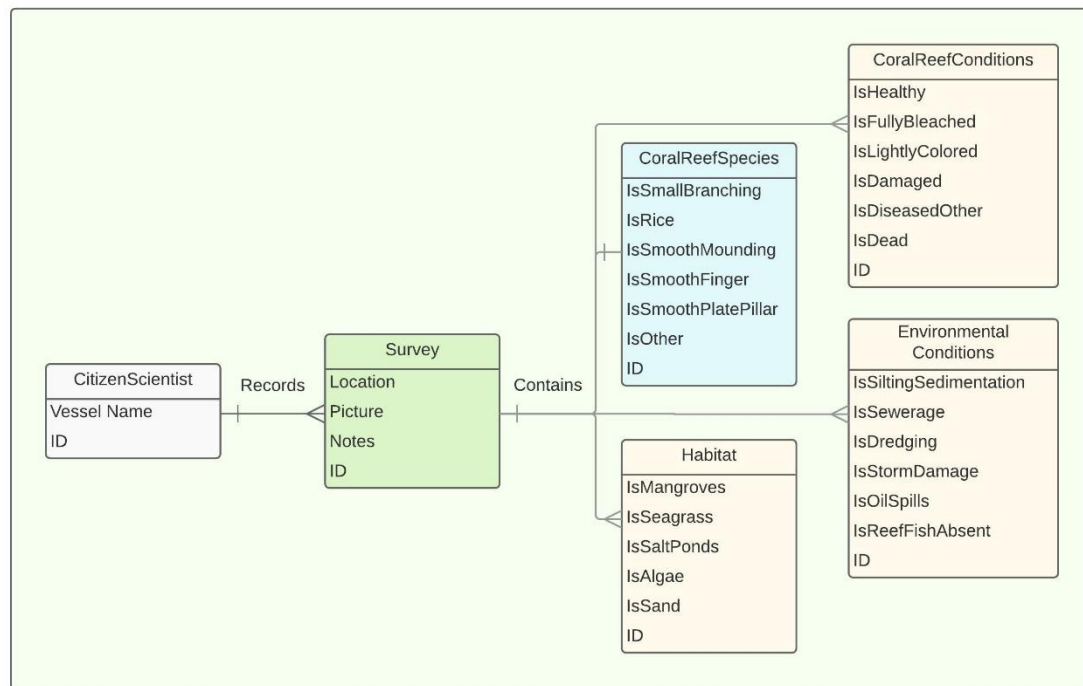 CitizenScientist
Vessel Name
ID
Records
Survey
Location
Picture
Notes
ID
Contains
CoralReefSpecies
IsSmallBranching
IsRice
IsSmoothMounding
IsSmoothFinger
IsSmoothPlatePillar
IsOther
ID
Habitat
IsMangroves
IsSeagrass
IsSaltPonds
IsAlgae
IsSand
ID
CoralReefConditions
IsHealthy
IsFullyBleached
IsLightlyColored
IsDamaged
IsDiseasedOther
IsDead
ID
Environmental
Conditions
IsSiltingSedimentation
IsSewerage
IsDredging
IsStormDamage
IsOilSpills
IsReefFishAbsent
ID